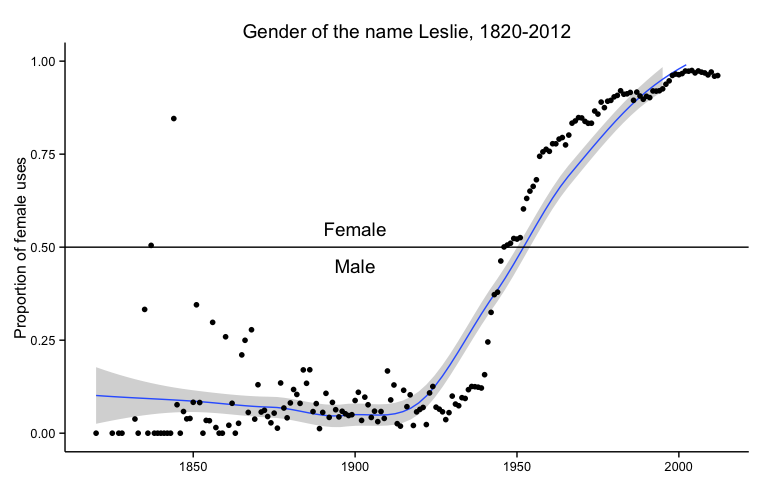 Gender of the name Leslie, 1820-2012
Proportion of female uses
1.00
0.75
0.50
0.25
0.00
Female
Male
1850
1900
1950
2000